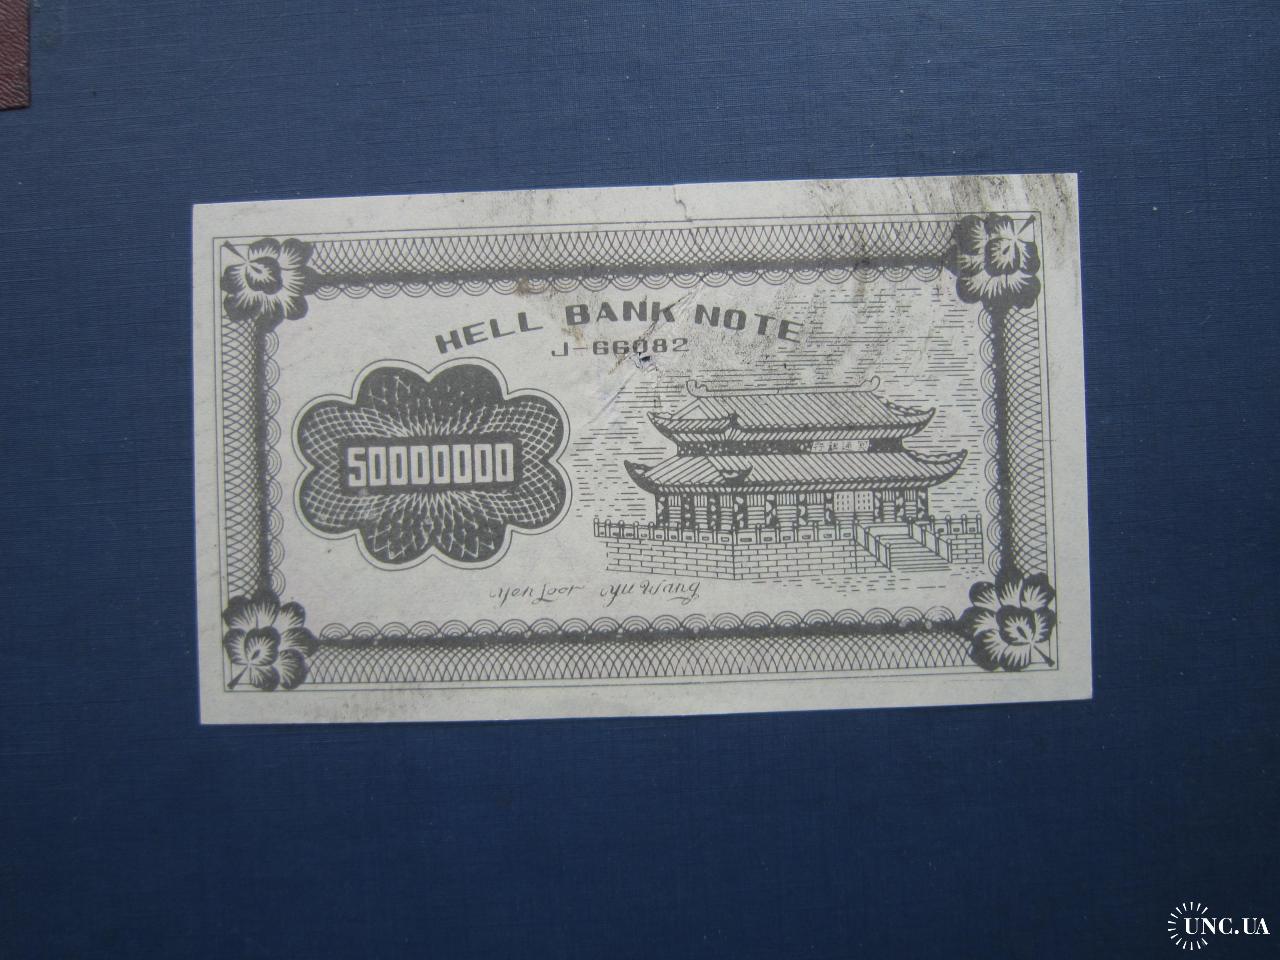 HELL BANK NOTE
J-66082
50000000
Yen Loor Yu Wang
UNC.UA